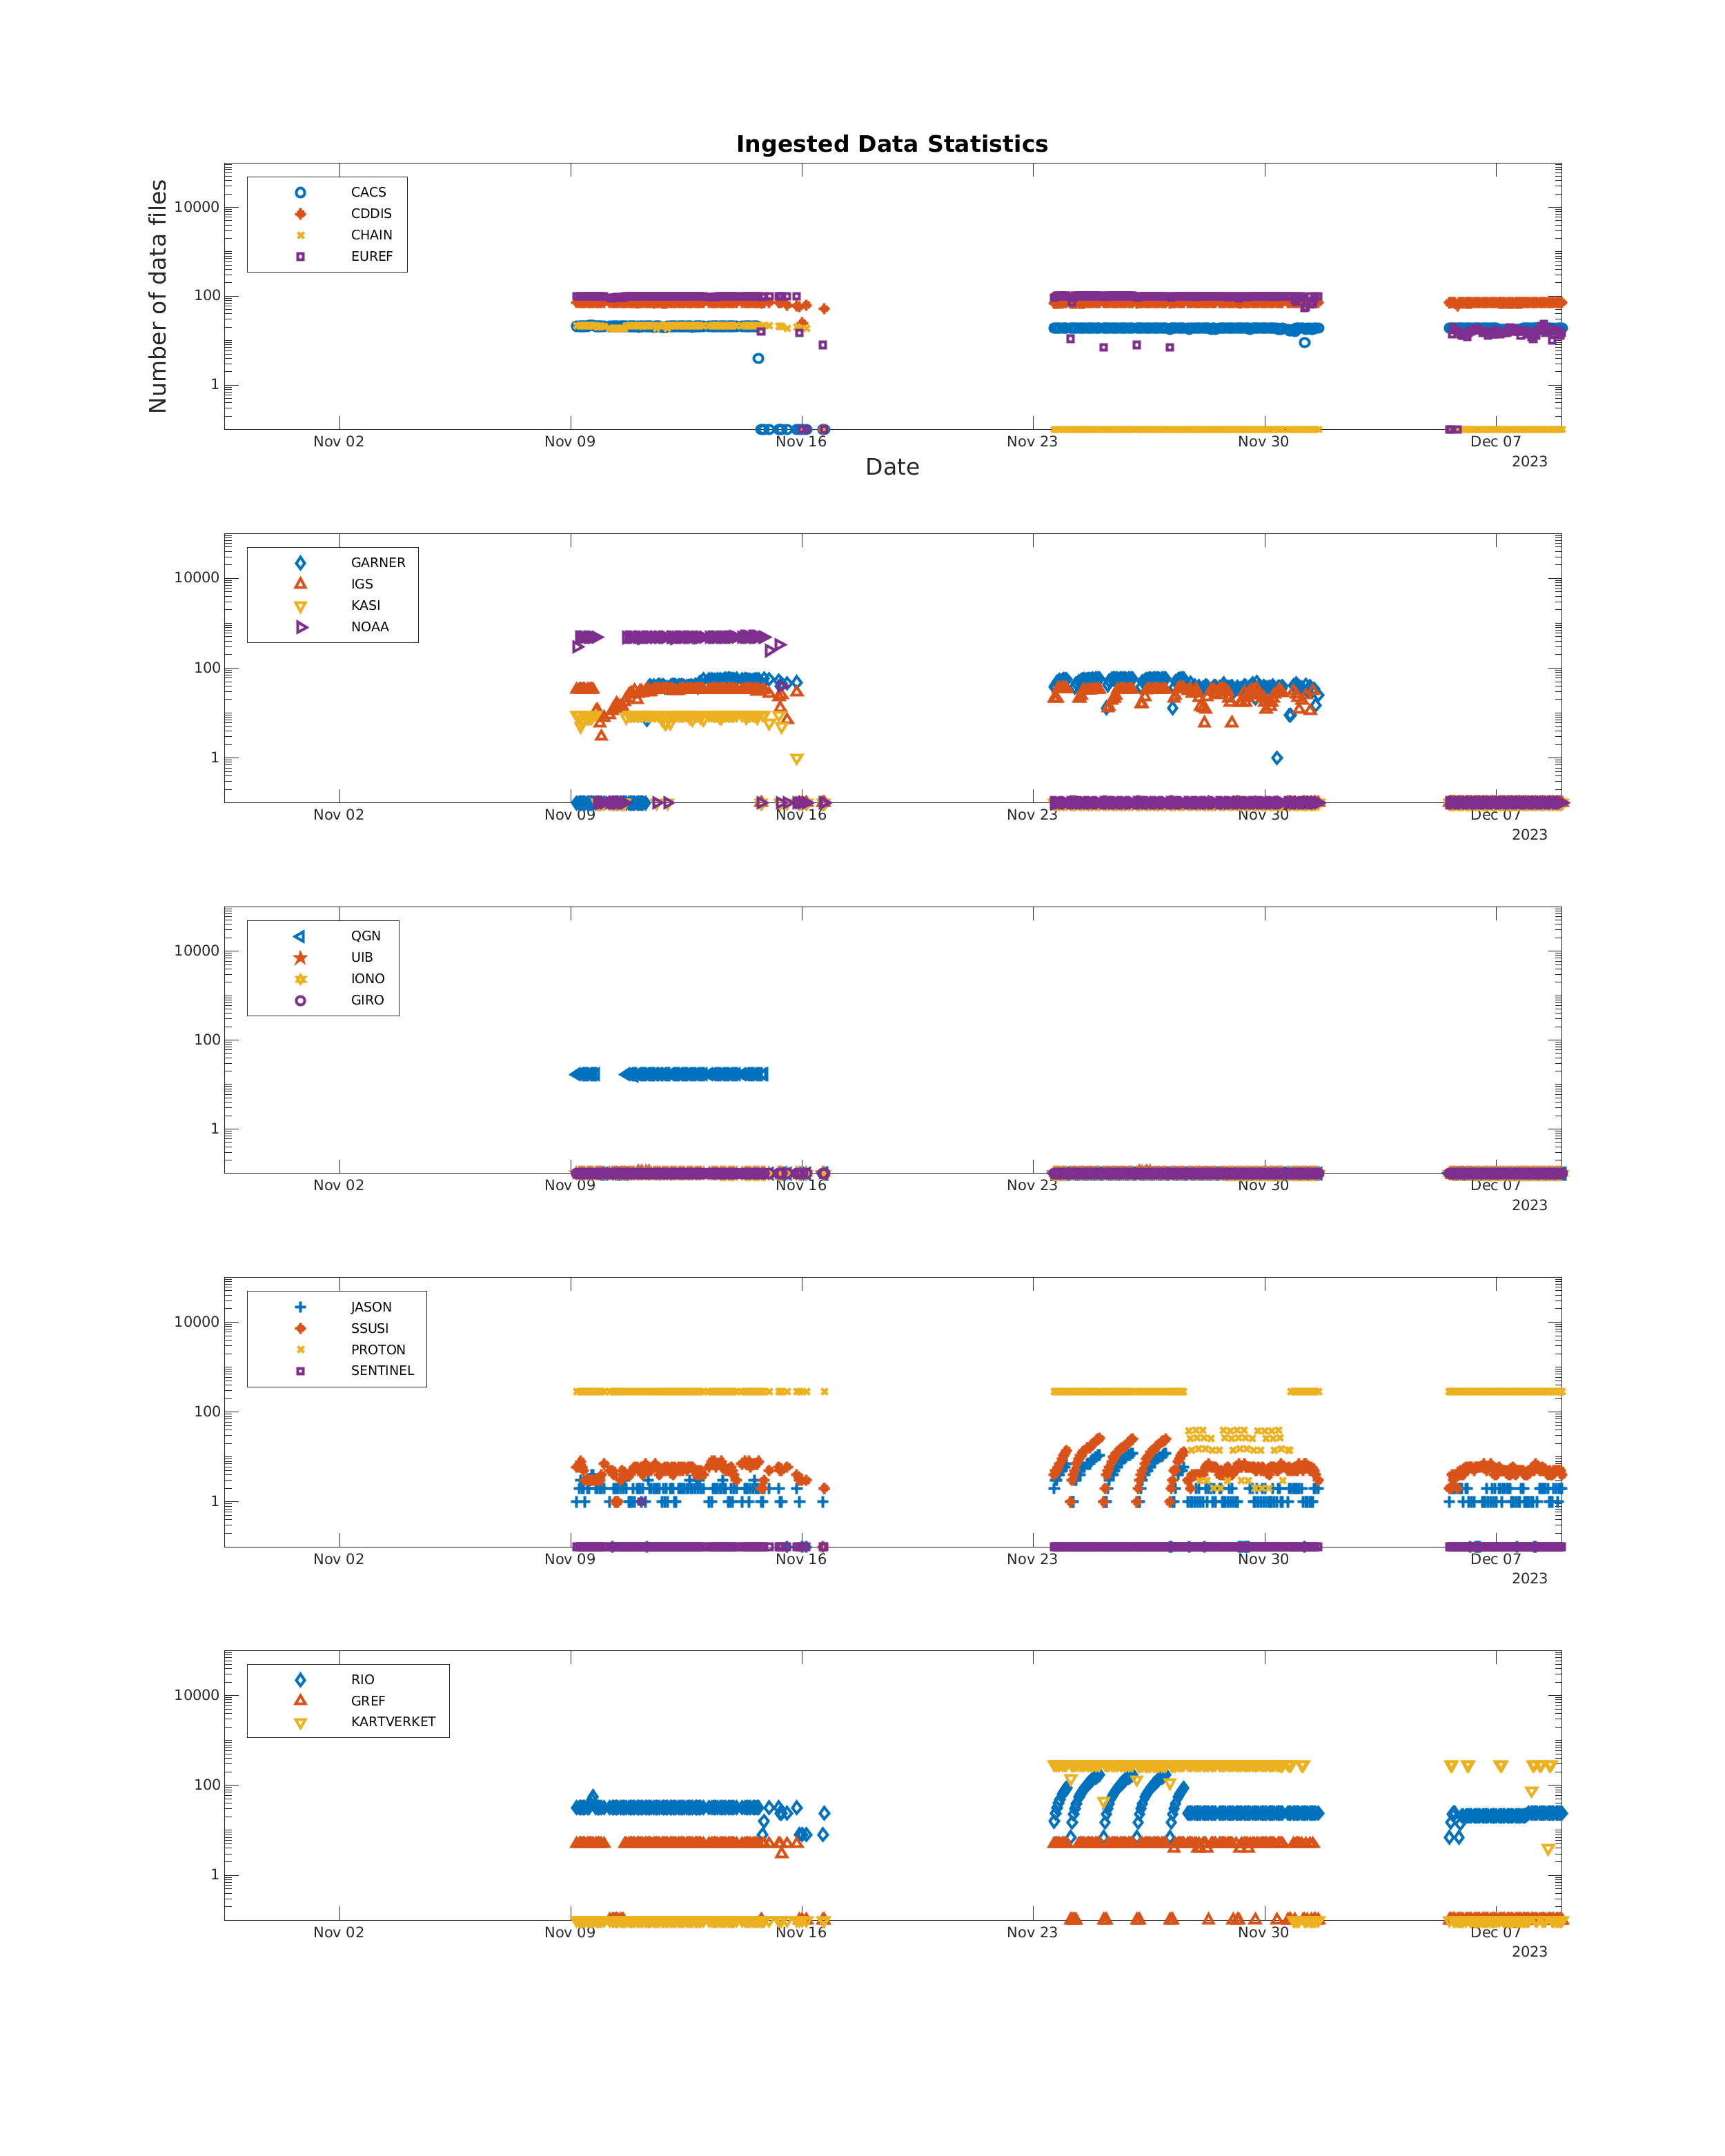 Ingested Data Statistics
Number of data files
CACS
CDDIS
CHAIN
EUREF
10000
100
1
Nov 02 Nov 09 Nov 16 Nov 23 Nov 30 Dec 07
2023
Date
GARNER
IGS
KASI
NOAA
10000
100
1
Nov 02 Nov 09 Nov 16 Nov 23 Nov 30 Dec 07
2023
QGN
UIB
IONO
GIRO
10000
100
1
Nov 02 Nov 09 Nov 16 Nov 23 Nov 30 Dec 07
2023
JASON
SSUSI
PROTON
SENTINEL
10000
100
1
Nov 02 Nov 09 Nov 16 Nov 23 Nov 30 Dec 07
2023
RIO
GREF
KARTVERKET
10000
100
1
Nov 02 Nov 09 Nov 16 Nov 23 Nov 30 Dec 07
2023